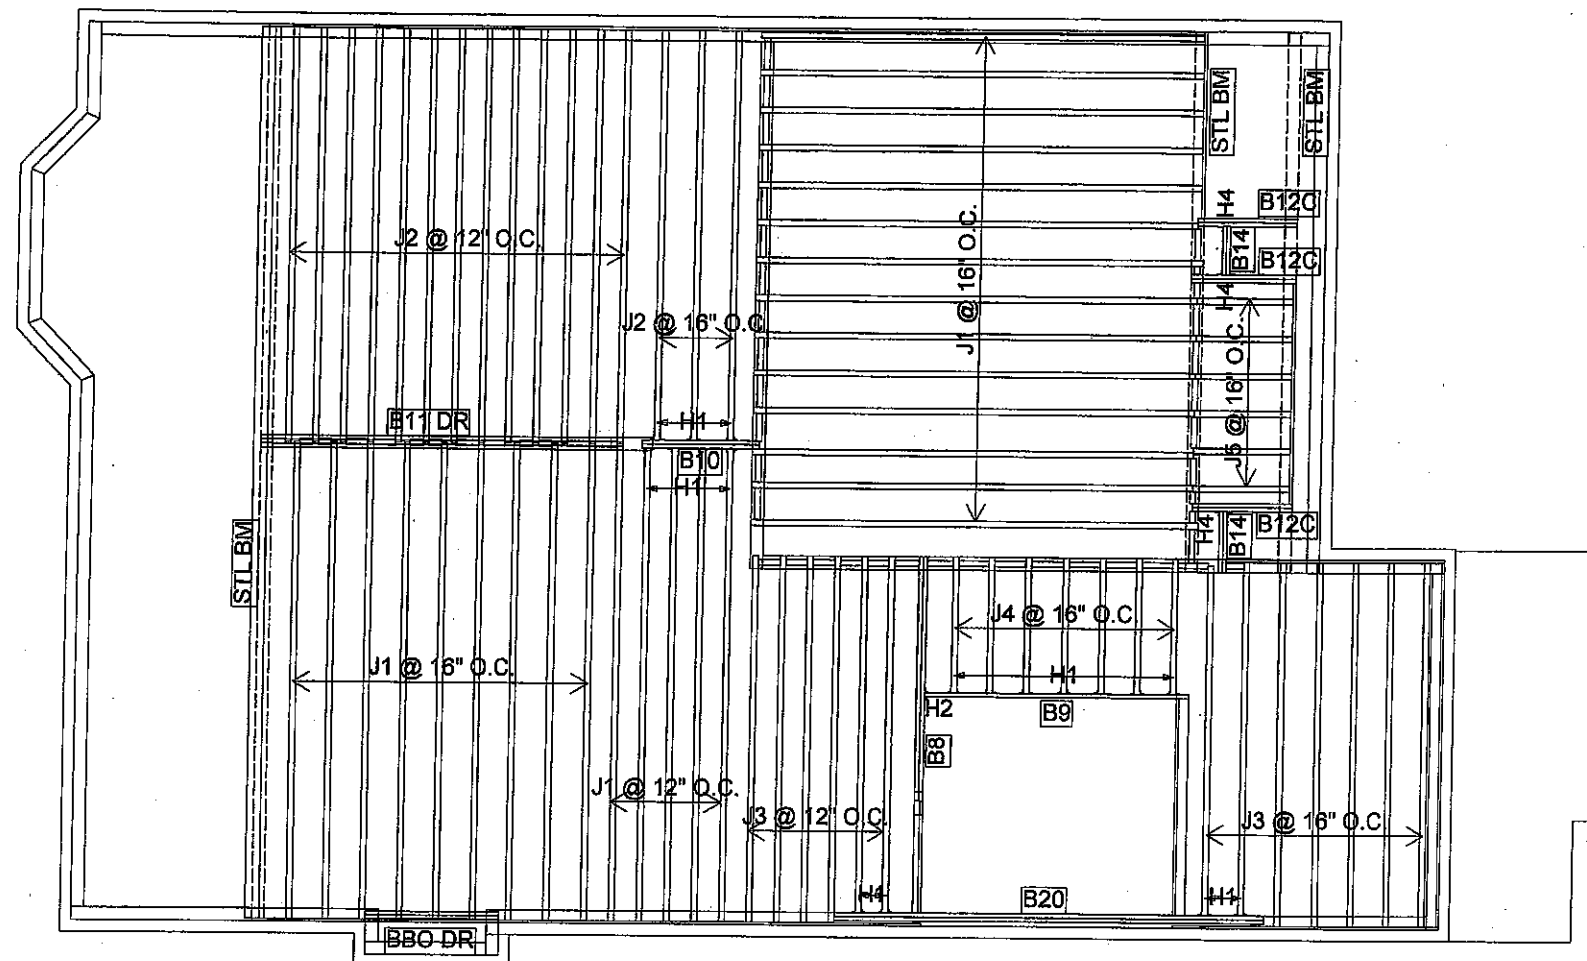 STL BM
STL BM
H4
B12C
J2 @ 12" O.C.
J1 @ 16" O.C.
B14
B12C
H4
J2 @ 16" O.C
J5 @ 16" O.C.
B11 DR
H1
B10
H1
STL BM
H4
B14
B12C
J4 @ 16" O.C
J1 @ 16" O.C.
H1
H2
B9
B8
J1 @ 12" O.C.
J3 @ 12" O.C.
J3 @ 16" O.C
H1
B20
H1
BBO DR